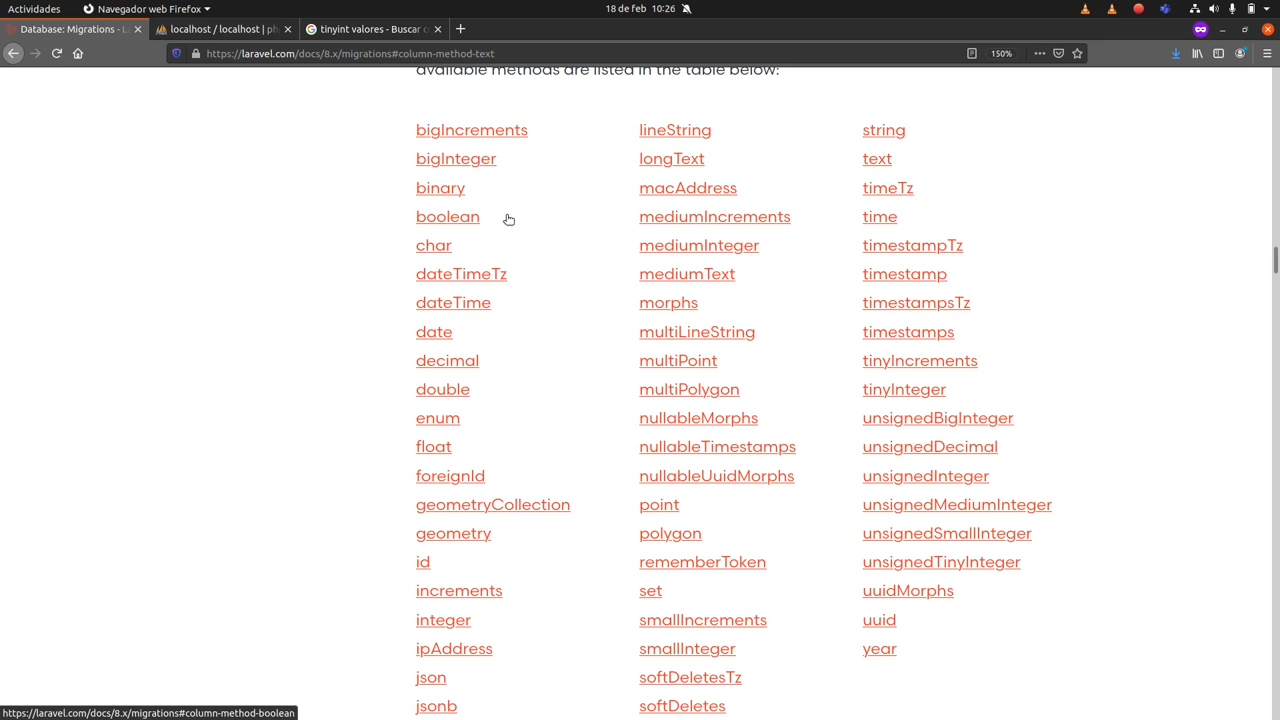 Actividades
Navegador web Firefox
18 de feb 10:26
Database: Migrations - La
localhost / localhost | ph
tinyint valores - Buscar c
https://laravel.com/docs/8.x/migrations#column-method-text
150%
available methods are listed in the table below:
bigIncrements
bigInteger
binary
boolean
char
dateTimeTz
dateTime
date
decimal
double
enum
float
foreignId
geometryCollection
geometry
id
increments
integer
ipAddress
json
jsonb
lineString
longText
macAddress
mediumIncrements
mediumInteger
mediumText
morphs
multiLineString
multiPoint
multiPolygon
nullableMorphs
nullableTimestamps
nullableUuidMorphs
point
polygon
rememberToken
set
smallIncrements
smallInteger
softDeletesTz
softDeletes
string
text
timeTz
time
timestampTz
timestamp
timestampsTz
timestamps
tinyIncrements
tinyInteger
unsignedBigInteger
unsignedDecimal
unsignedInteger
unsignedMediumInteger
unsignedSmallInteger
unsignedTinyInteger
uuidMorphs
uuid
year
https://laravel.com/docs/8.x/migrations#column-method-boolean